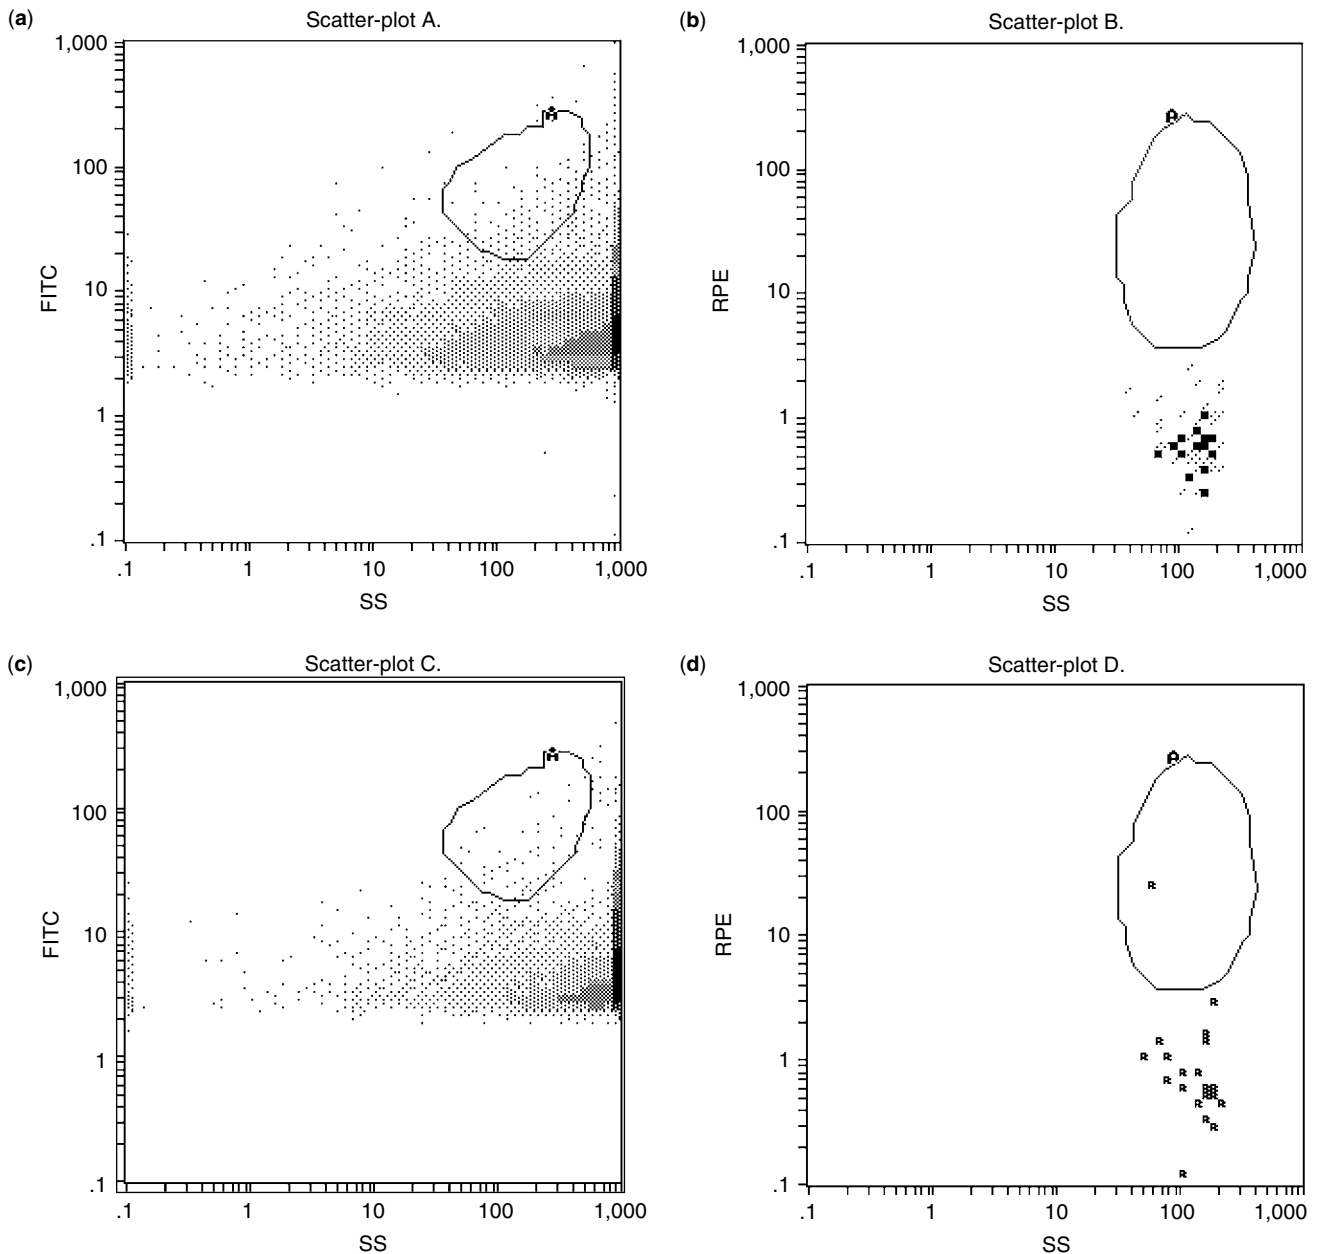 (a)
Scatter-plot A.
1,000
100
10
1
.1
FITC
.1 1 10 100 1,000
SS
(b)
Scatter-plot B.
1,000
100
10
1
.1
RPE
A
.1 1 10 100 1,000
SS
(c)
Scatter-plot C.
1,000
100
10
1
.1
FITC
.1 1 10 100 1,000
SS
(d)
Scatter-plot D.
1,000
100
10
1
.1
RPE
A
.1 1 10 100 1,000
SS